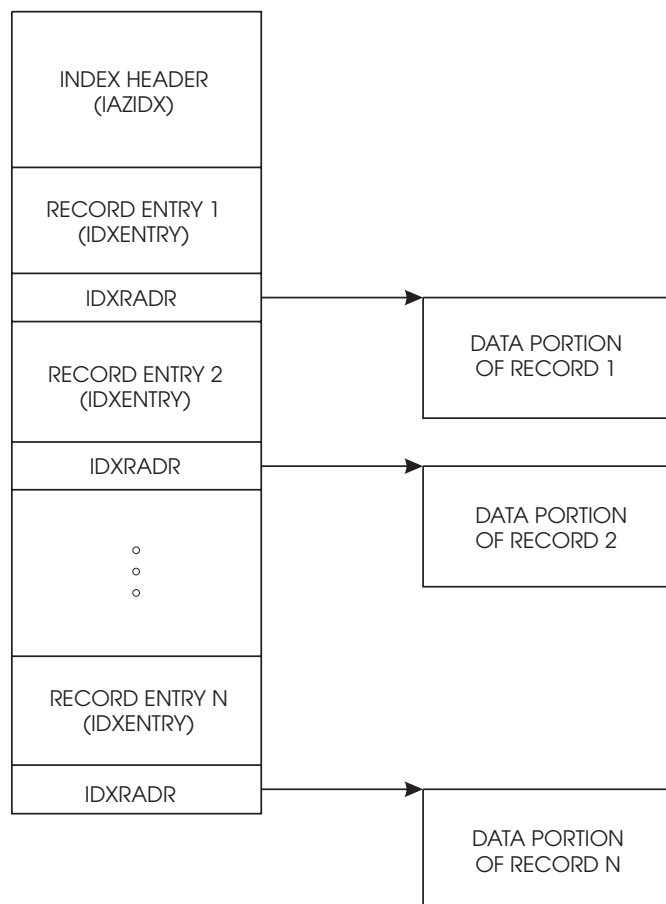 INDEX HEADER
(IAZIDX)
RECORD ENTRY 1
(IDXENTRY)
IDXRADR
DATA PORTION
OF RECORD 1
RECORD ENTRY 2
(IDXENTRY)
IDXRADR
DATA PORTION
OF RECORD 2
RECORD ENTRY N
(IDXENTRY)
IDXRADR
DATA PORTION
OF RECORD N